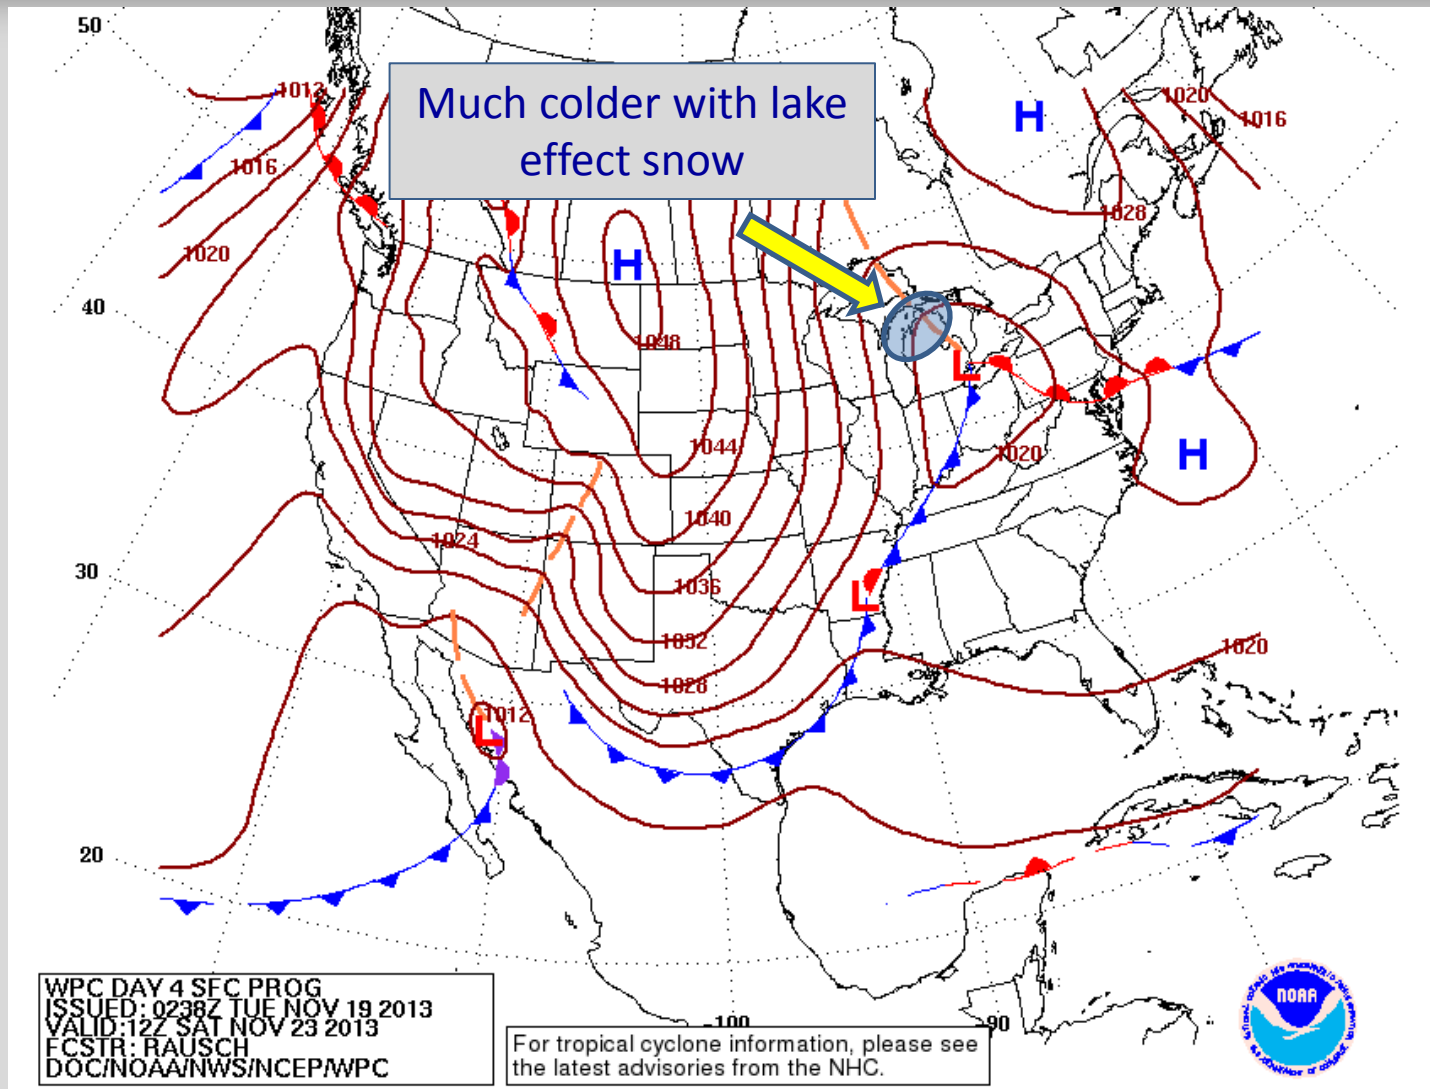 50
1012
Much colder with lake
effect snow
H
1020
1016
1016
1028
1020
H
40
1048
L
1044
1020
H
1040
1024
30
1036
L
1032
1020
1028
1012
L
20
WPC DAY 4 SFC PROG
ISSUED: 0238Z TUE NOV 19 2013
VALID:12Z SAT NOV 23 2013
FCSTR: RAUSCH
DOC/NOAA/NWS/NCEP/WPC
-100
-90
For tropical cyclone information, please see
the latest advisories from the NHC.
NOAA